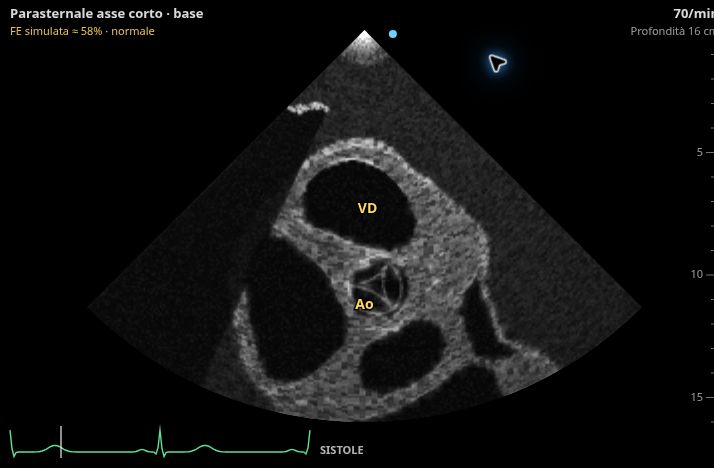 Parasternale asse corto · base
70/min
FE simulata ≈ 58% · normale
Profondità 16 cm
5
VD
10
Ao
15
SISTOLE